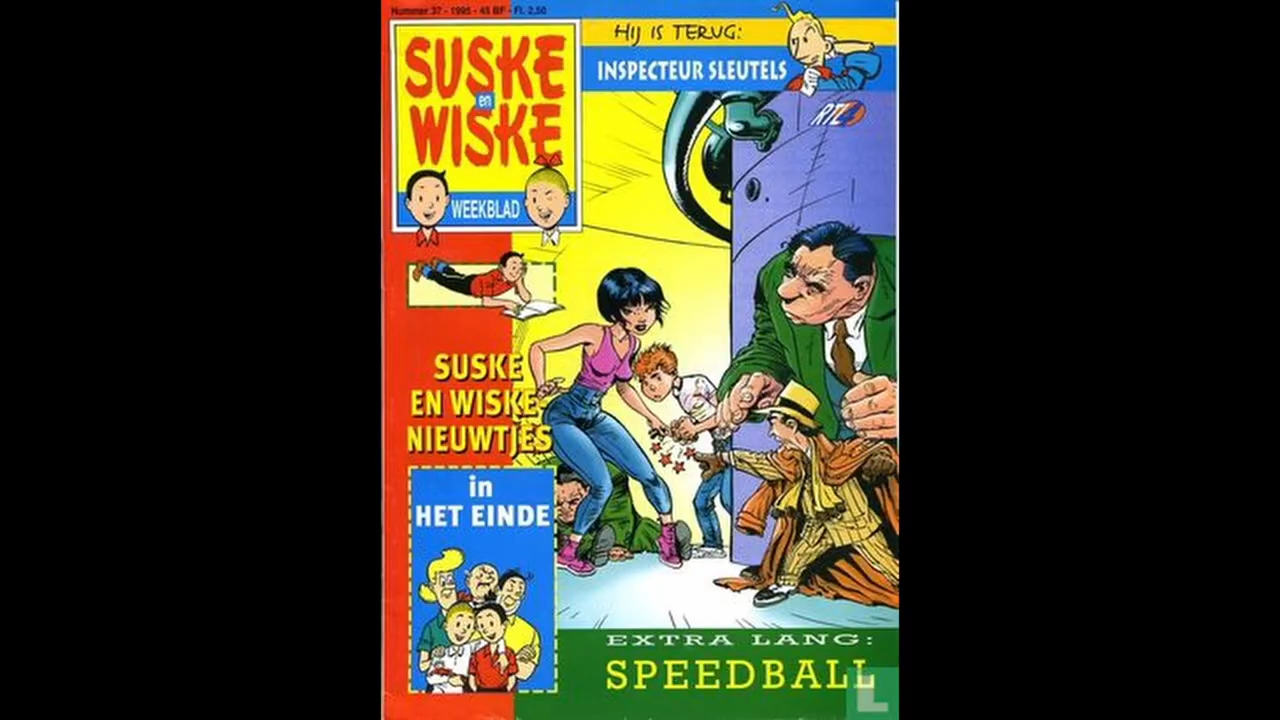 Nummer 37 - 1995 - 45 BF - Fl. 2,50
SUSKE
en
WISKE
WEEKBLAD
HIJ IS TERUG:
INSPECTEUR SLEUTELS
RTL4
SUSKE
EN WISKE-
NIEUWTJES
in
HET EINDE
EXTRA LANG:
SPEEDBALL
L